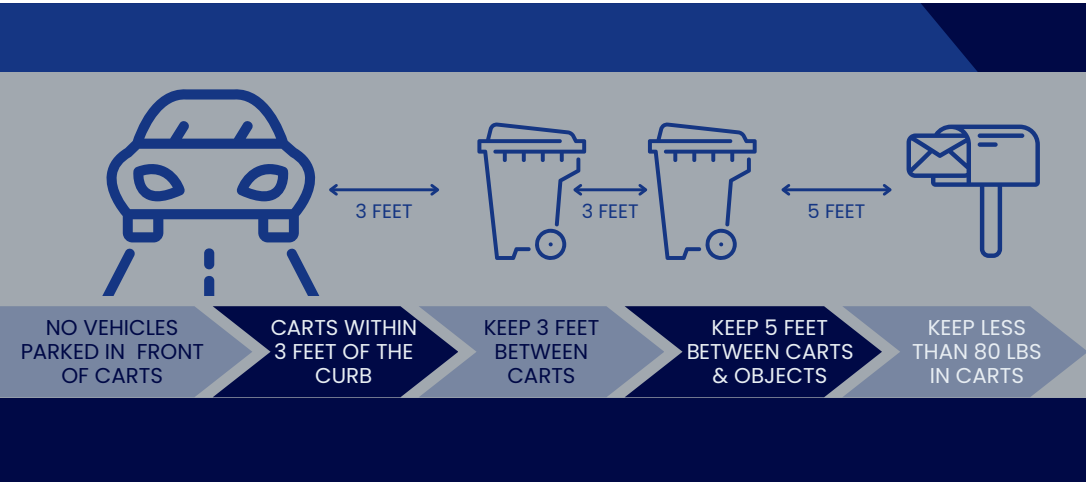 3 FEET
3 FEET
5 FEET
NO VEHICLES
PARKED IN  FRONT
OF CARTS
CARTS WITHIN
3 FEET OF THE
CURB
KEEP 3 FEET
BETWEEN
CARTS
KEEP 5 FEET
BETWEEN CARTS
& OBJECTS
KEEP LESS
THAN 80 LBS
IN CARTS